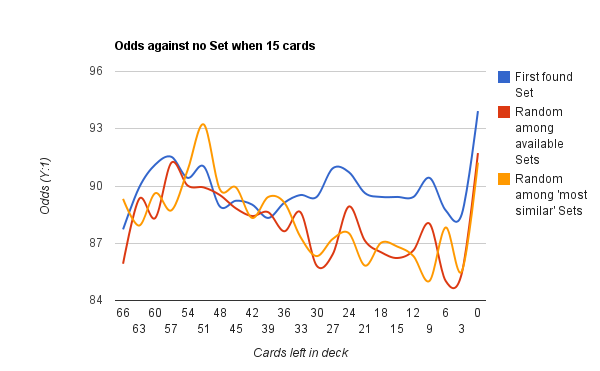 Odds against no Set when 15 cards
96
93
90
87
84
Odds (Y:1)
66 60 54 48 42 36 30 24 18 12 6 0
63 57 51 45 39 33 27 21 15 9 3
Cards left in deck
First found
Set
Random
among
available
Sets
Random
among 'most
similar' Sets